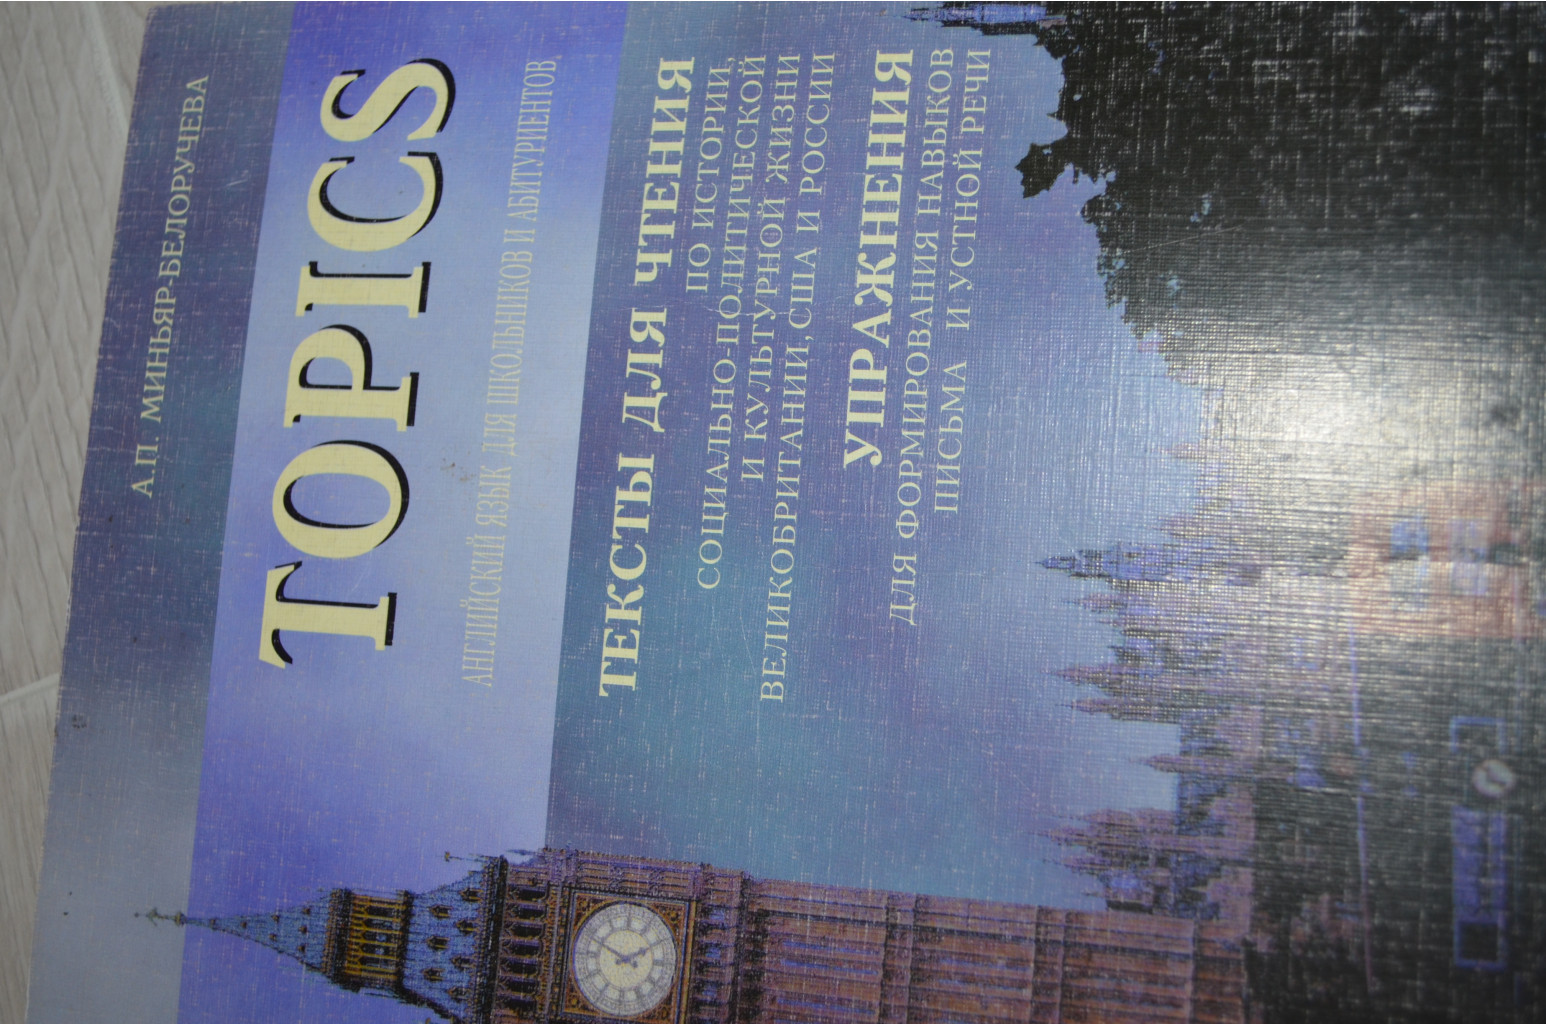 А.П. МИНЬЯР-БЕЛОРУЧЕВА
TOPICS
АНГЛИЙСКИЙ ЯЗЫК ДЛЯ ШКОЛЬНИКОВ И АБИТУРИЕНТОВ
ТЕКСТЫ ДЛЯ ЧТЕНИЯ
ПО ИСТОРИИ,
СОЦИАЛЬНО-ПОЛИТИЧЕСКОЙ
И КУЛЬТУРНОЙ ЖИЗНИ
ВЕЛИКОБРИТАНИИ, США И РОССИИ
УПРАЖНЕНИЯ
ДЛЯ ФОРМИРОВАНИЯ НАВЫКОВ
ПИСЬМА И УСТНОЙ РЕЧИ